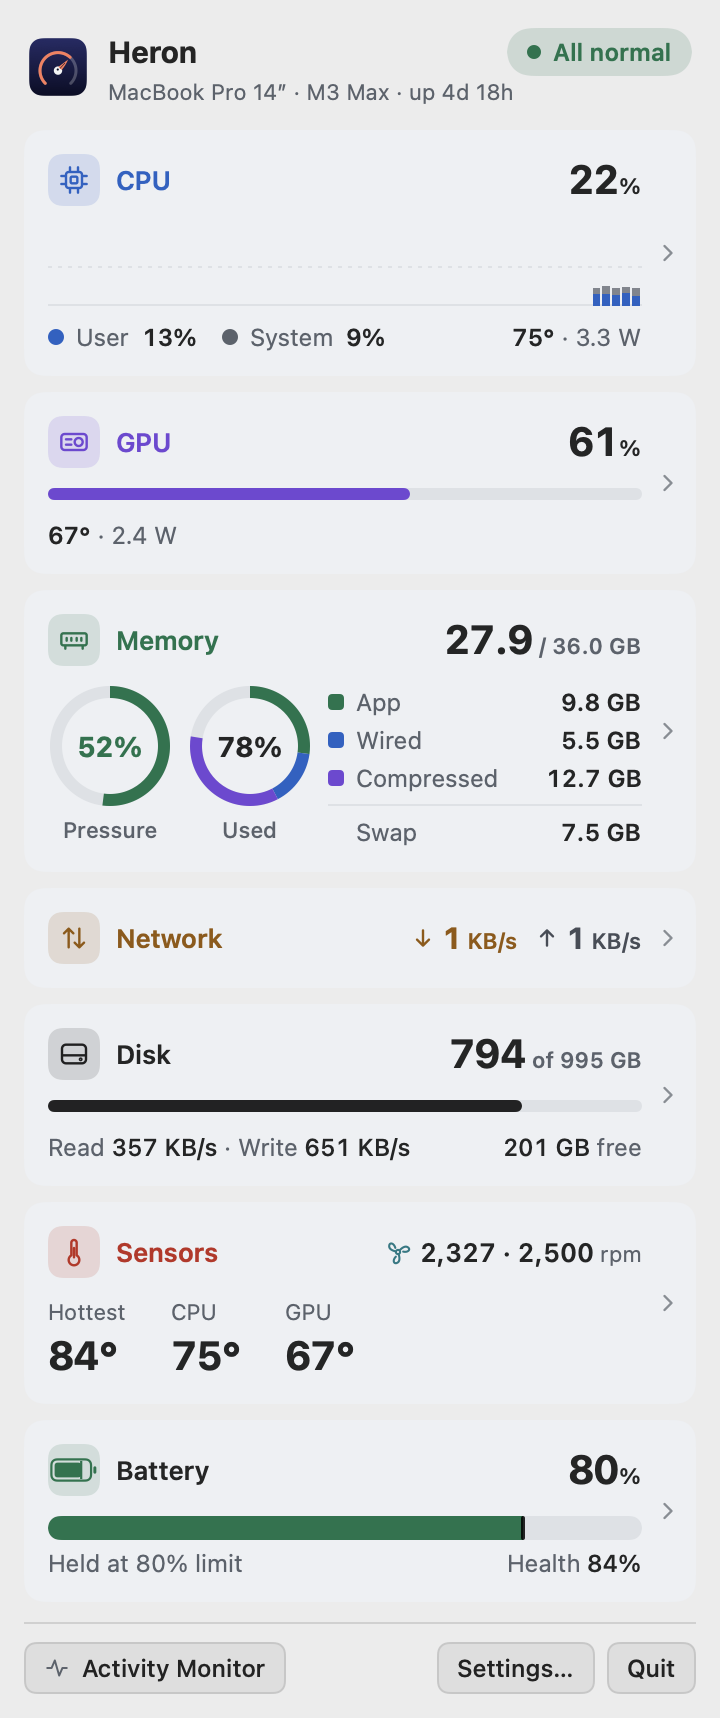 Heron
All normal
MacBook Pro 14″ · M3 Max · up 4d 18h
CPU
22%
User 13% System 9% 75° · 3.3 W
GPU
61%
67° · 2.4 W
Memory
27.9 / 36.0 GB
52%
Pressure
78%
Used
App 9.8 GB
Wired 5.5 GB
Compressed 12.7 GB
Swap 7.5 GB
Network ↓ 1 KB/s ↑ 1 KB/s
Disk
794 of 995 GB
Read 357 KB/s · Write 651 KB/s 201 GB free
Sensors
2,327 · 2,500 rpm
Hottest CPU GPU
84° 75° 67°
Battery
80%
Held at 80% limit Health 84%
Activity Monitor Settings... Quit